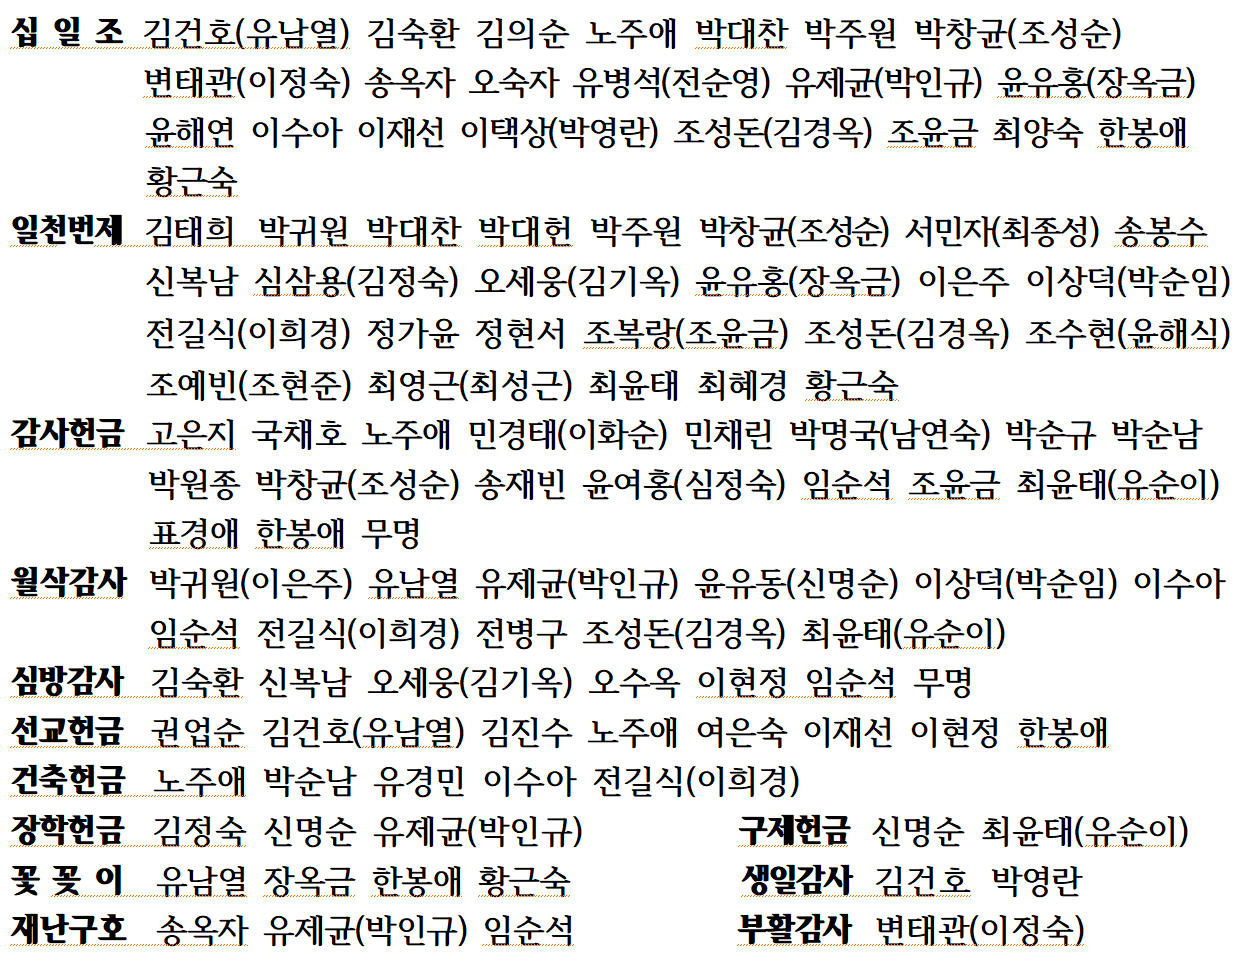 십 일 조 김건호(유남열) 김숙환 김의순 노주애 박대찬 박주원 박창균(조성순)
변태관(이정숙) 송옥자 오숙자 유병석(전순영) 유제균(박인규) 윤유홍(장옥금)
윤해연 이수아 이재선 이택상(박영란) 조성돈(김경옥) 조윤금 최양숙 한봉애
황근숙
일천번제 김태희 박귀원 박대찬 박대헌 박주원 박창균(조성순) 서민자(최종성) 송봉수
신복남 심삼용(김정숙) 오세웅(김기옥) 윤유홍(장옥금) 이은주 이상덕(박순임)
전길식(이희경) 정가윤 정현서 조복랑(조윤금) 조성돈(김경옥) 조수현(윤해식)
조예빈(조현준) 최영근(최성근) 최윤태 최혜경 황근숙
감사헌금 고은지 국채호 노주애 민경태(이화순) 민채린 박명국(남연숙) 박순규 박순남
박원종 박창균(조성순) 송재빈 윤여홍(심정숙) 임순석 조윤금 최윤태(유순이)
표경애 한봉애 무명
월삭감사 박귀원(이은주) 유남열 유제균(박인규) 윤유동(신명순) 이상덕(박순임) 이수아
임순석 전길식(이희경) 전병구 조성돈(김경옥) 최윤태(유순이)
심방감사 김숙환 신복남 오세웅(김기옥) 오수옥 이현정 임순석 무명
선교헌금 권업순 김건호(유남열) 김진수 노주애 여은숙 이재선 이현정 한봉애
건축헌금 노주애 박순남 유경민 이수아 전길식(이희경)
장학헌금 김정숙 신명순 유제균(박인규) 구제헌금 신명순 최윤태(유순이)
꽃 꽂 이 유남열 장옥금 한봉애 황근숙 생일감사 김건호 박영란
재난구호 송옥자 유제균(박인규) 임순석 부활감사 변태관(이정숙)